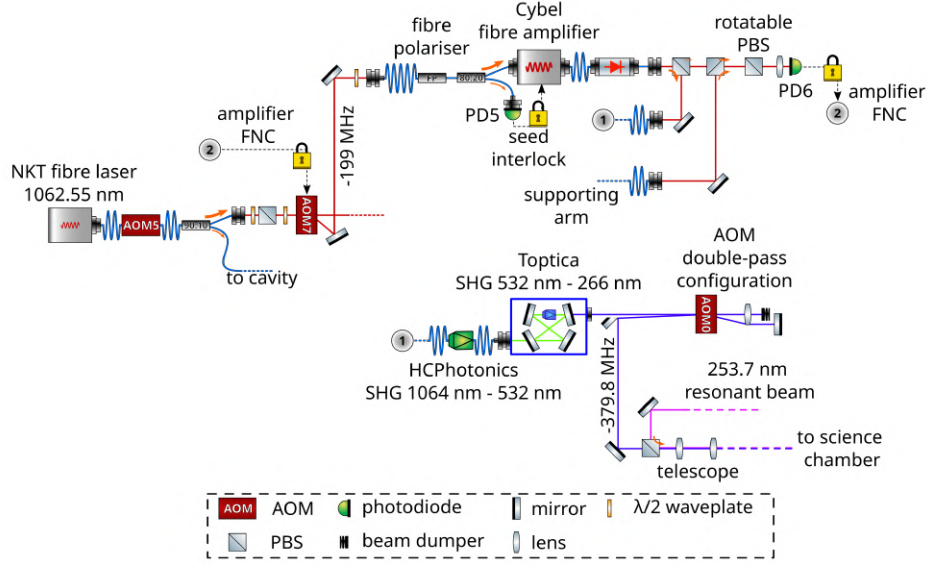 Cybel
fibre amplifier
fibre
polariser
rotatable
PBS
FP
80:20
PD5
seed
interlock
PD6
amplifier
FNC
2
1
supporting
arm
amplifier
FNC
2
-199 MHz
NKT fibre laser
1062.55 nm
AOM5
90:10
AOM7
to cavity
Toptica
SHG 532 nm - 266 nm
AOM
double-pass
configuration
AOM0
1
HCPhotonics
SHG 1064 nm - 532 nm
-379.8 MHz
253.7 nm
resonant beam
telescope
to science
chamber
AOM AOM photodiode mirror λ/2 waveplate
PBS beam dumper lens